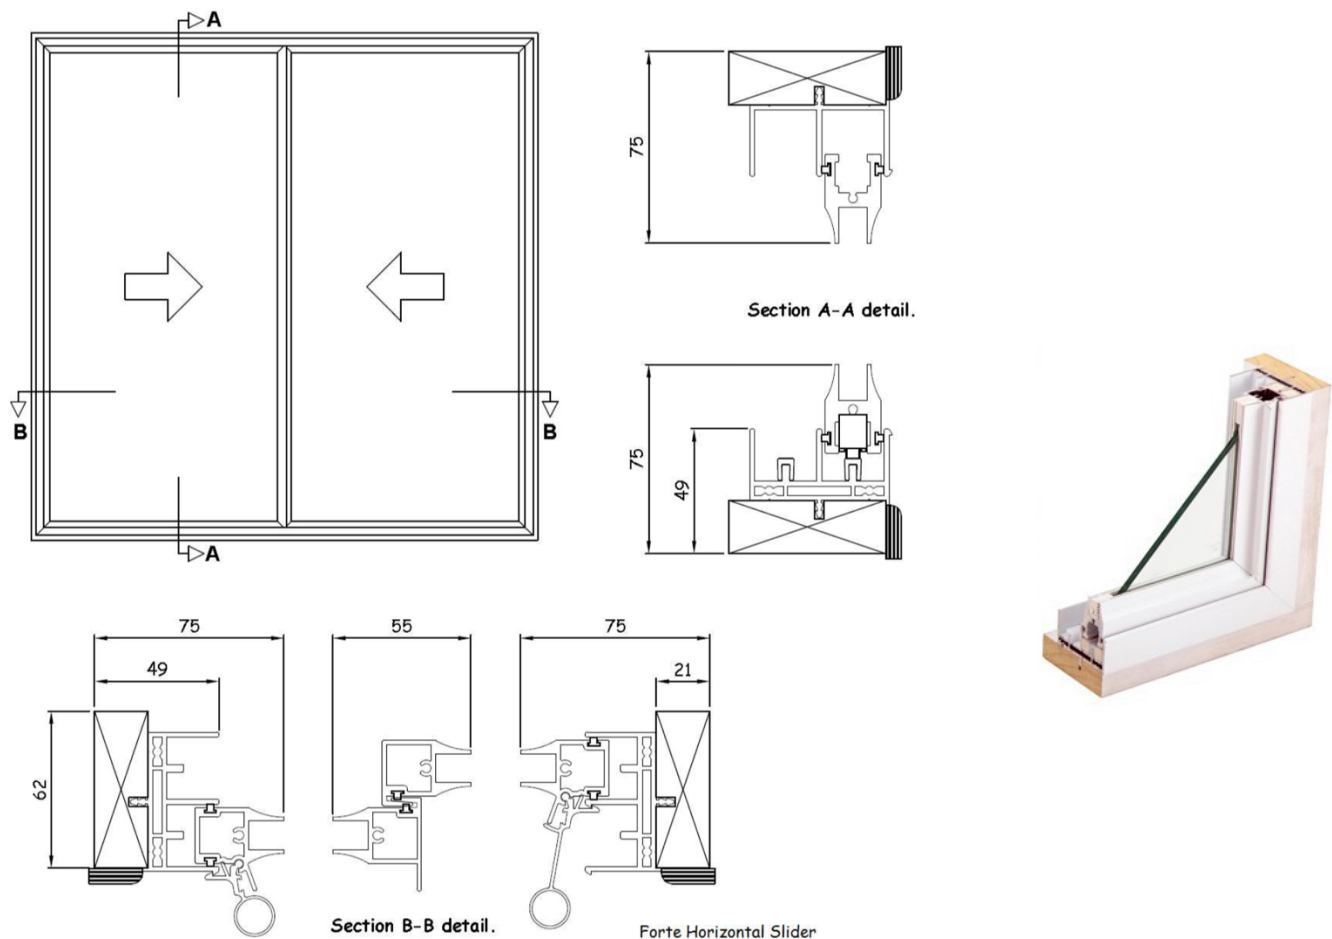 A
75
Section A-A detail.
B
B
75
49
A
75
49
62
55
75
21
Section B-B detail.
Forte Horizontal Slider